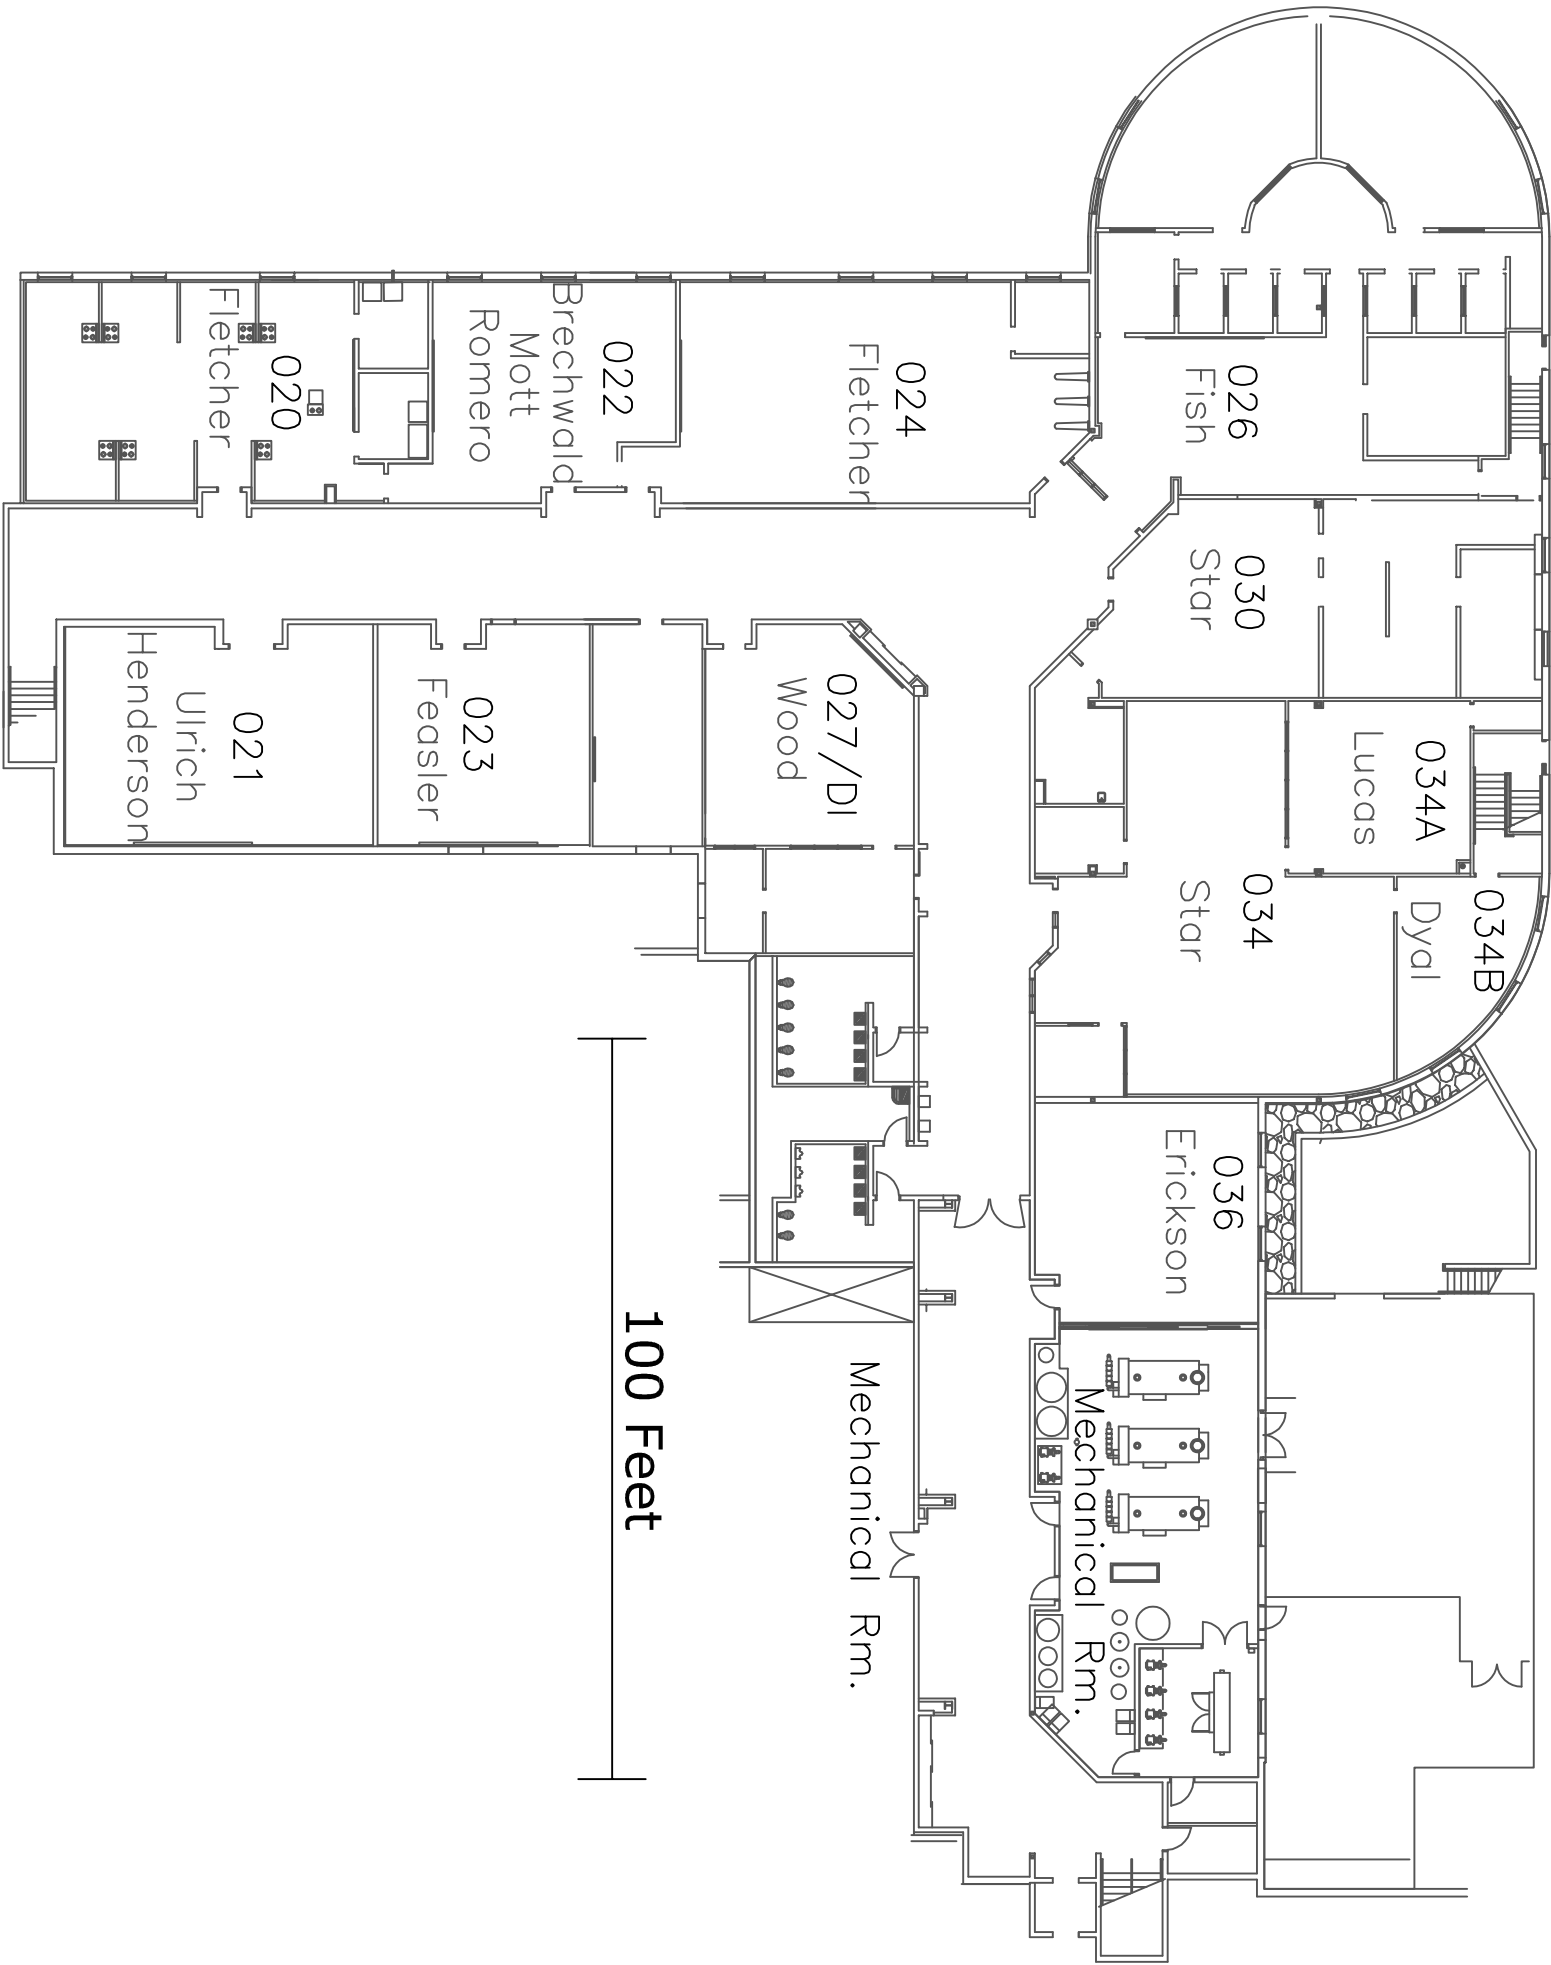 034B
Dyal
034A
Lucas
026
Fish
030
Star
034
Star
036
Erickson
Mechanical Rm.
024
Fletcher
027/DI
Wood
Mechanical Rm.
022
Brechwald
Mott
Romero
100 Feet
023
Feasler
020
Fletcher
021
Ulrich
Henderson